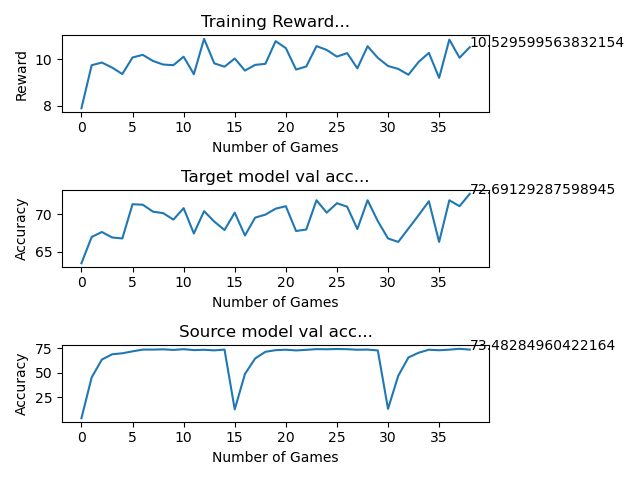 Training Reward...
10.529599563832154
Reward
10
8
0 5 10 15 20 25 30 35
Number of Games
Target model val acc...
72.69129287598945
Accuracy
70
65
0 5 10 15 20 25 30 35
Number of Games
Source model val acc...
73.48284960422164
Accuracy
75
50
25
0 5 10 15 20 25 30 35
Number of Games